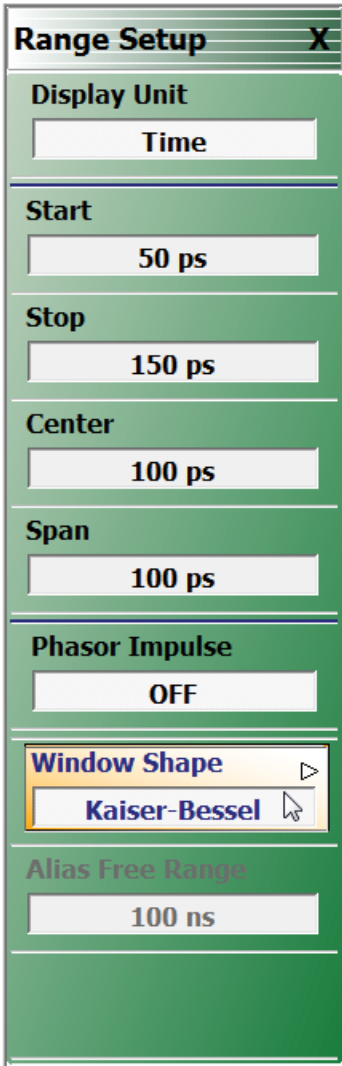 Range Setup X
Display Unit
Time
Start
50 ps
Stop
150 ps
Center
100 ps
Span
100 ps
Phasor Impulse
OFF
Window Shape
Kaiser-Bessel
Alias Free Range
100 ns